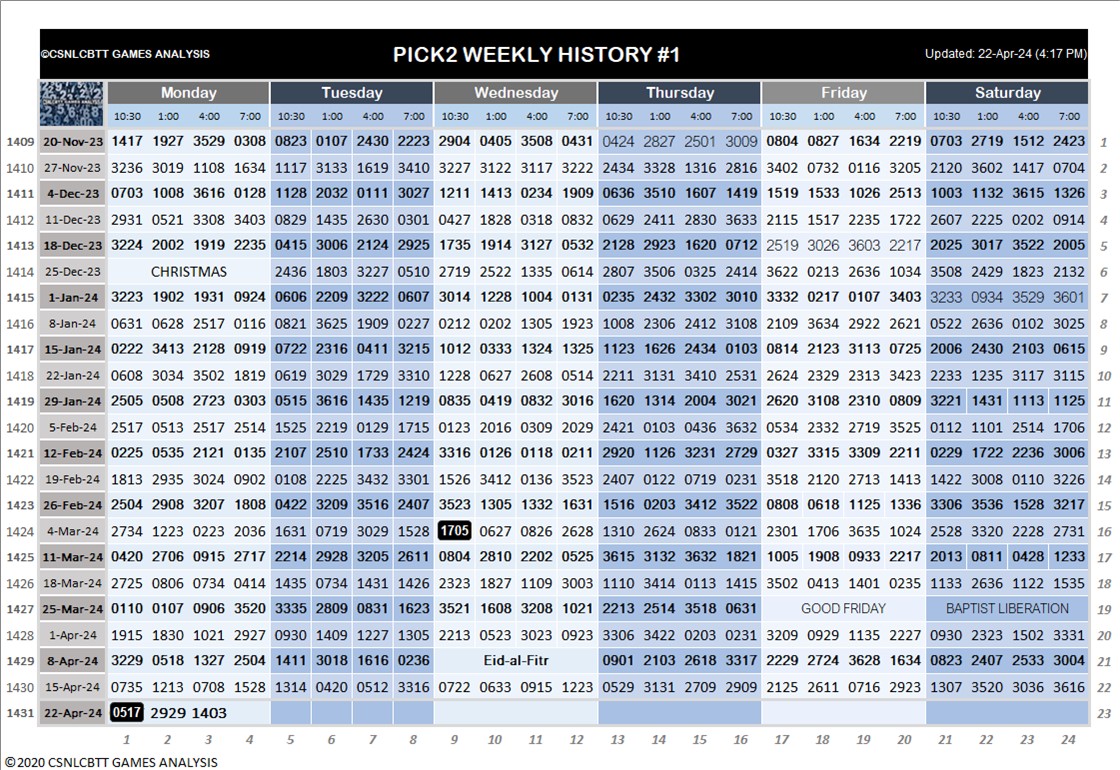 ©CSNLCBTT GAMES ANALYSIS PICK2 WEEKLY HISTORY #1 Updated: 22-Apr-24 (4:17 PM)
Monday Tuesday Wednesday Thursday Friday Saturday
10:30 1:00 4:00 7:00 10:30 1:00 4:00 7:00 10:30 1:00 4:00 7:00 10:30 1:00 4:00 7:00 10:30 1:00 4:00 7:00 10:30 1:00 4:00 7:00
1409 20-Nov-23 1417 1927 3529 0308 0823 0107 2430 2223 2904 0405 3508 0431 0424 2827 2501 3009 0804 0827 1634 2219 0703 2719 1512 2423 1
1410 27-Nov-23 3236 3019 1108 1634 1117 3133 1619 3410 3227 3122 3117 3222 2434 3328 1316 2816 3402 0732 0116 3205 2120 3602 1417 0704 2
1411 4-Dec-23 0703 1008 3616 0128 1128 2032 0111 3027 1211 1413 0234 1909 0636 3510 1607 1419 1519 1533 1026 2513 1003 1132 3615 1326 3
1412 11-Dec-23 2931 0521 3308 3403 0829 1435 2630 0301 0427 1828 0318 0832 0629 2411 2830 3633 2115 1517 2235 1722 2607 2225 0202 0914 4
1413 18-Dec-23 3224 2002 1919 2235 0415 3006 2124 2925 1735 1914 3127 0532 2128 2923 1620 0712 2519 3026 3603 2217 2025 3017 3522 2005 5
1414 25-Dec-23 CHRISTMAS 2436 1803 3227 0510 2719 2522 1335 0614 2807 3506 0325 2414 3622 0213 2636 1034 3508 2429 1823 2132 6
1415 1-Jan-24 3223 1902 1931 0924 0606 2209 3222 0607 3014 1228 1004 0131 0235 2432 3302 3010 3332 0217 0107 3403 3233 0934 3529 3601 7
1416 8-Jan-24 0631 0628 2517 0116 0821 3625 1909 0227 0212 0202 1305 1923 1008 2306 2412 3108 2109 3634 2922 2621 0522 2636 0102 3025 8
1417 15-Jan-24 0222 3413 2128 0919 0722 2316 0411 3215 1012 0333 1324 1325 1123 1626 2434 0103 0814 2123 3113 0725 2006 2430 2103 0615 9
1418 22-Jan-24 0608 3034 3502 1819 0619 3029 1729 3310 1228 0627 2608 0514 2211 3131 3410 2531 2624 2329 2313 3423 2233 1235 3117 3115 10
1419 29-Jan-24 2505 0508 2723 0303 0515 3616 1435 1219 0835 0419 0832 3016 1620 1314 2004 3021 2620 3108 2310 0809 3221 1431 1113 1125 11
1420 5-Feb-24 2517 0513 2517 2514 1525 2219 0129 1715 0123 2016 0309 2029 2421 0103 0436 3632 0534 2332 2719 3525 0112 1101 2514 1706 12
1421 12-Feb-24 0225 0535 2121 0135 2107 2510 1733 2424 3316 0126 0118 0211 2920 1126 3231 2729 0327 3315 3309 2211 0229 1722 2236 3006 13
1422 19-Feb-24 1813 2935 3024 0902 0108 2225 3432 3301 1526 3412 0136 3523 2407 0122 0719 0231 3518 2120 2713 1413 1422 3008 0110 3226 14
1423 26-Feb-24 2504 2908 3207 1808 0422 3209 3516 2407 3523 1305 1332 1631 1516 0203 3412 3522 0808 0618 1125 1336 3306 3536 1528 3217 15
1424 4-Mar-24 2734 1223 0223 2036 1631 0719 3029 1528 1705 0627 0826 2628 1310 2624 0833 0121 2301 1706 3635 1024 2528 3320 2228 2731 16
1425 11-Mar-24 0420 2706 0915 2717 2214 2928 3205 2611 0804 2810 2202 0525 3615 3132 3632 1821 1005 1908 0933 2217 2013 0811 0428 1233 17
1426 18-Mar-24 2725 0806 0734 0414 1435 0734 1431 1426 2323 1827 1109 3003 1110 3414 0113 1415 3502 0413 1401 0235 1133 2636 1122 1535 18
1427 25-Mar-24 0110 0107 0906 3520 3335 2809 0831 1623 3521 1608 3208 1021 2213 2514 3518 0631 GOOD FRIDAY BAPTIST LIBERATION 19
1428 1-Apr-24 1915 1830 1021 2927 0930 1409 1227 1305 2213 0523 3023 0923 3306 3422 0203 0231 3209 0929 1135 2227 0930 2323 1502 3331 20
1429 8-Apr-24 3229 0518 1327 2504 1411 3018 1616 0236 Eid-al-Fitr 0901 2103 2618 3317 2229 2724 3628 1634 0823 2407 2533 3004 21
1430 15-Apr-24 0735 1213 0708 1528 1314 0420 0512 3316 0722 0633 0915 1223 0529 3131 2709 2909 2125 2611 0716 2923 1307 3520 3036 3616 22
1431 22-Apr-24 0517 2929 1403 23
1 2 3 4 5 6 7 8 9 10 11 12 13 14 15 16 17 18 19 20 21 22 23 24
©2020 CSNLCBTT GAMES ANALYSIS